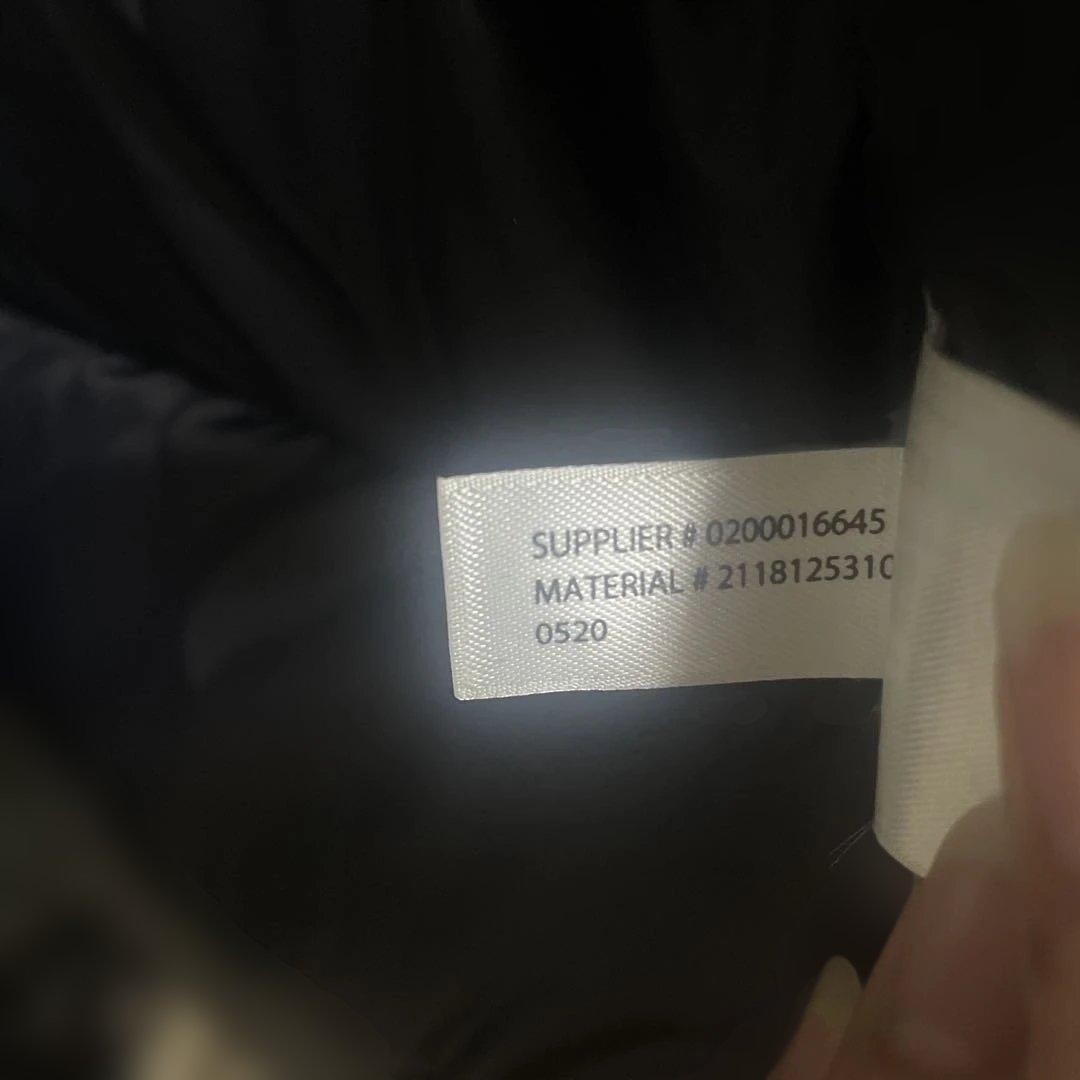 SUPPLIER # 0200016645
MATERIAL # 2118125310
0520